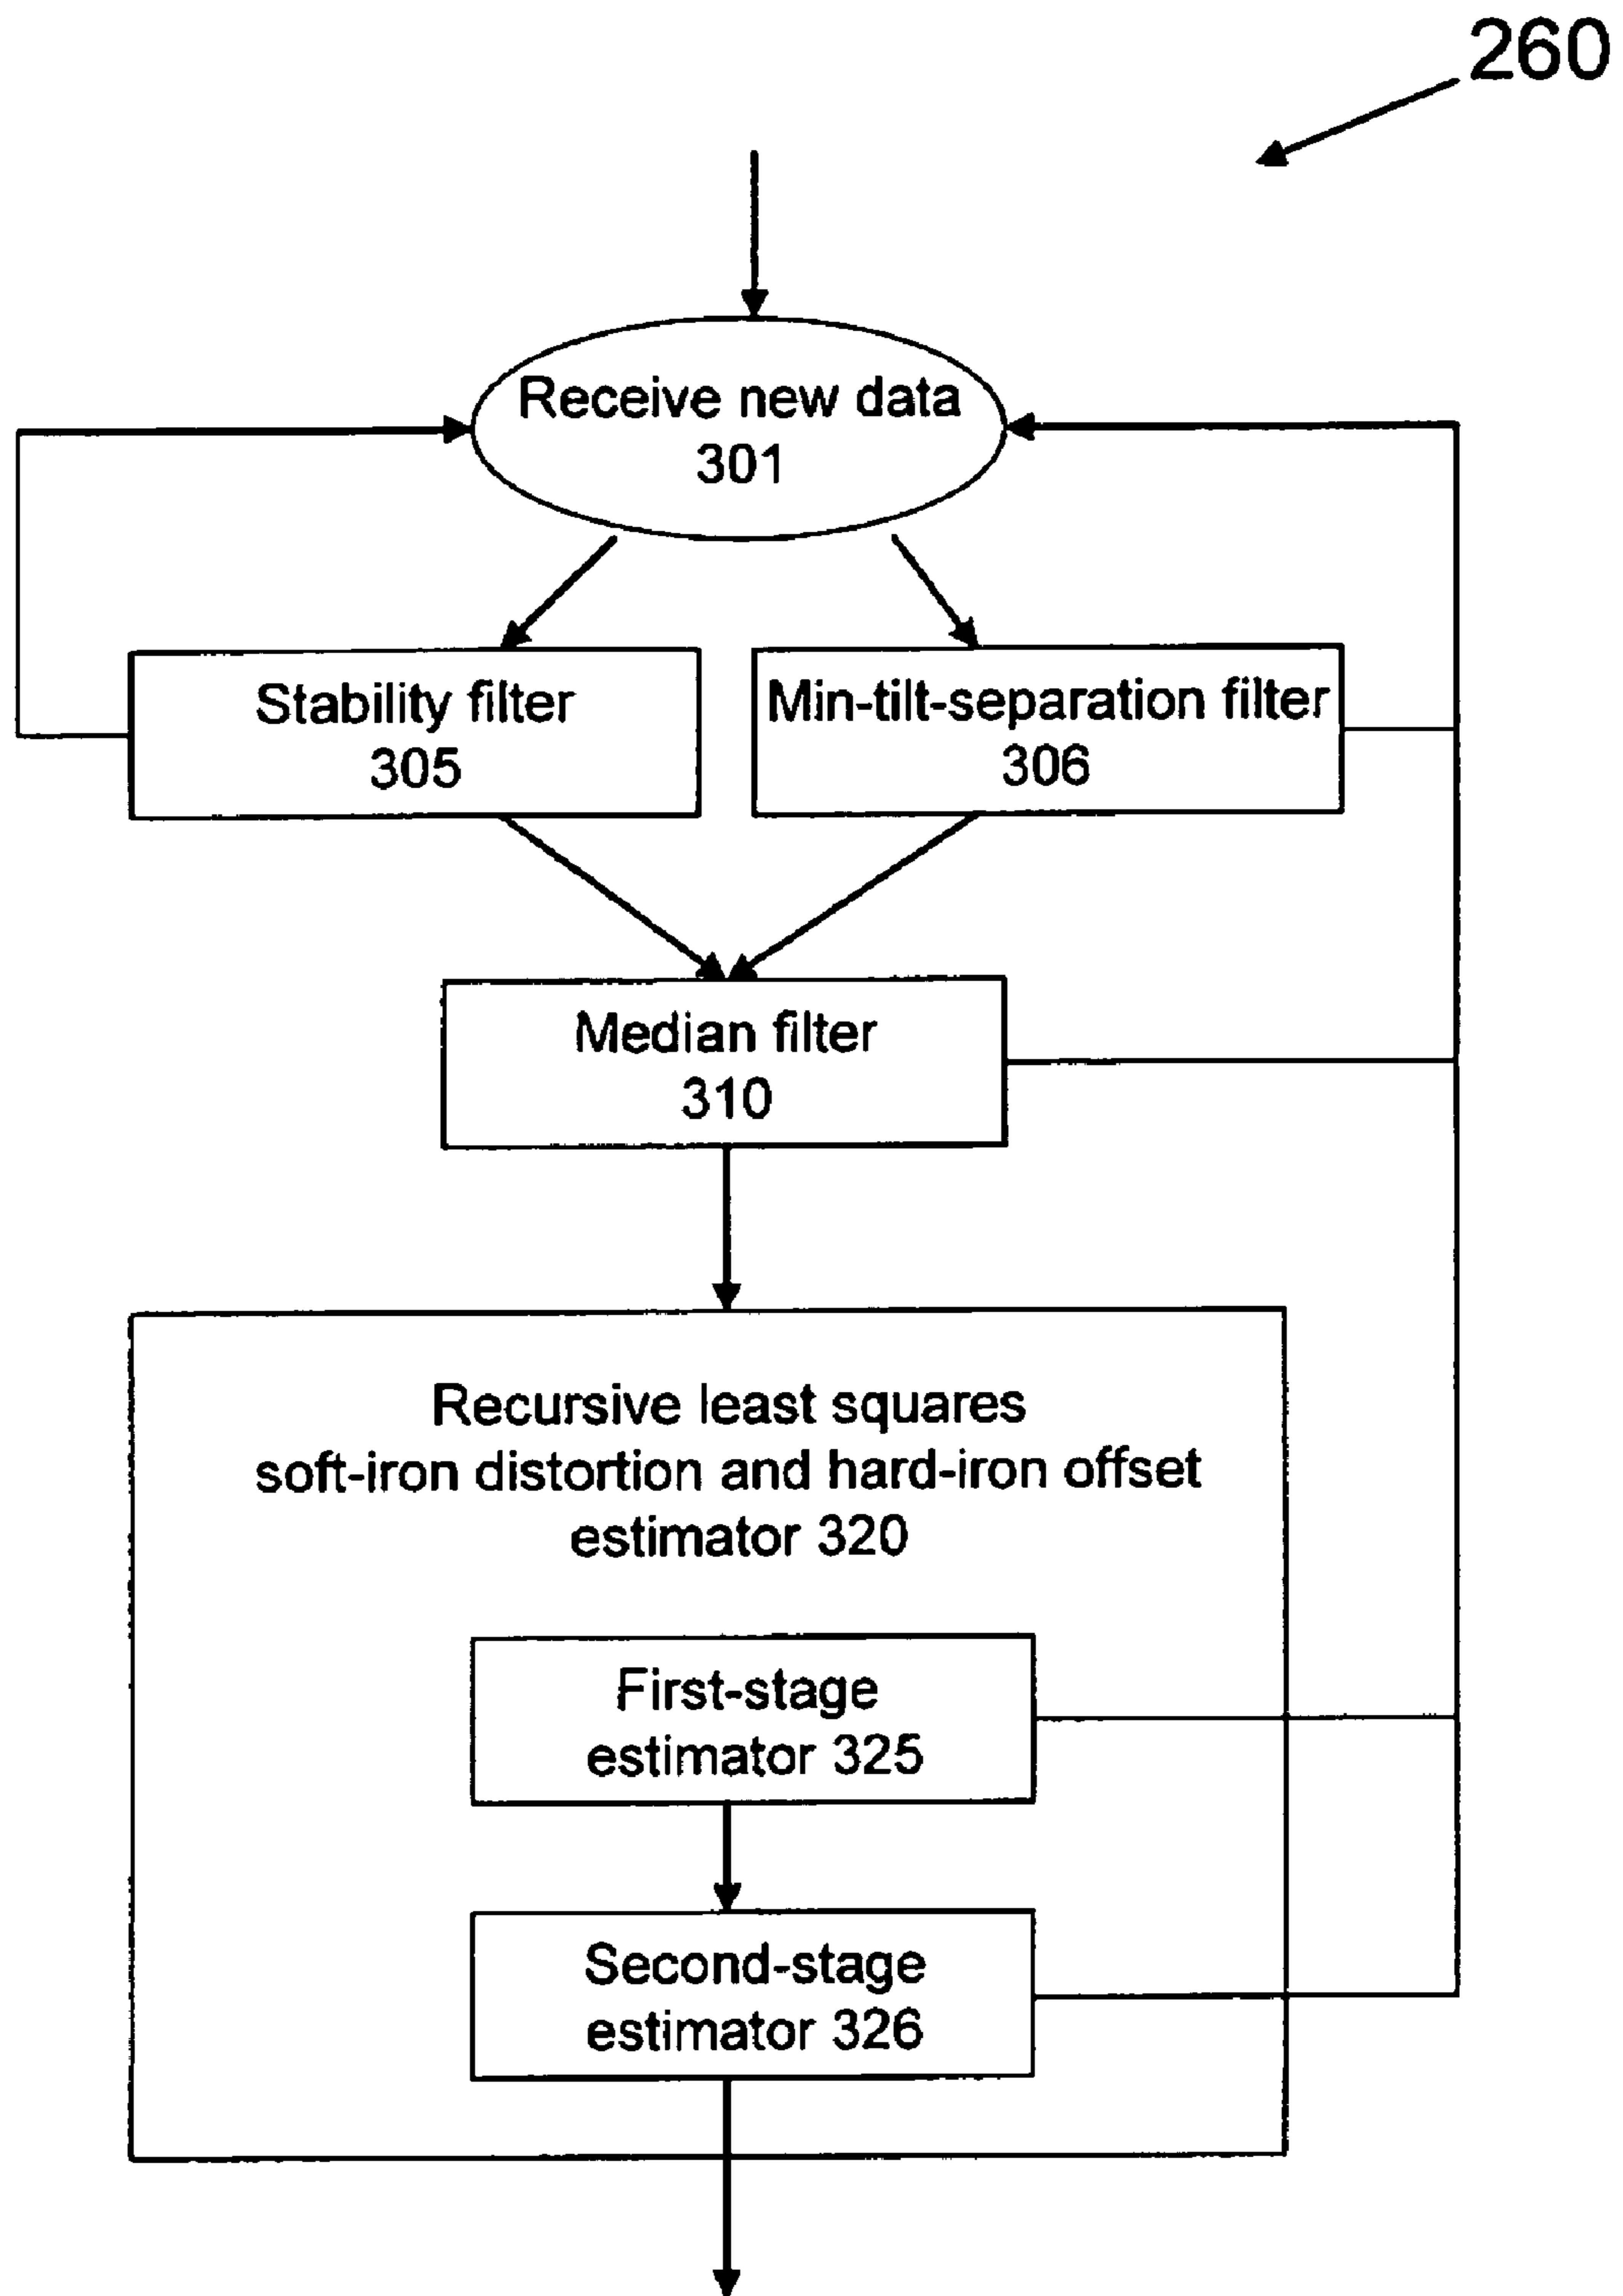 260
Receive new data
301
Stability filter
305
Min-tilt-separation filter
306
Median filter
310
Recursive least squares
soft-iron distortion and hard-iron offset
estimator 320
First-stage
estimator 325
Second-stage
estimator 326